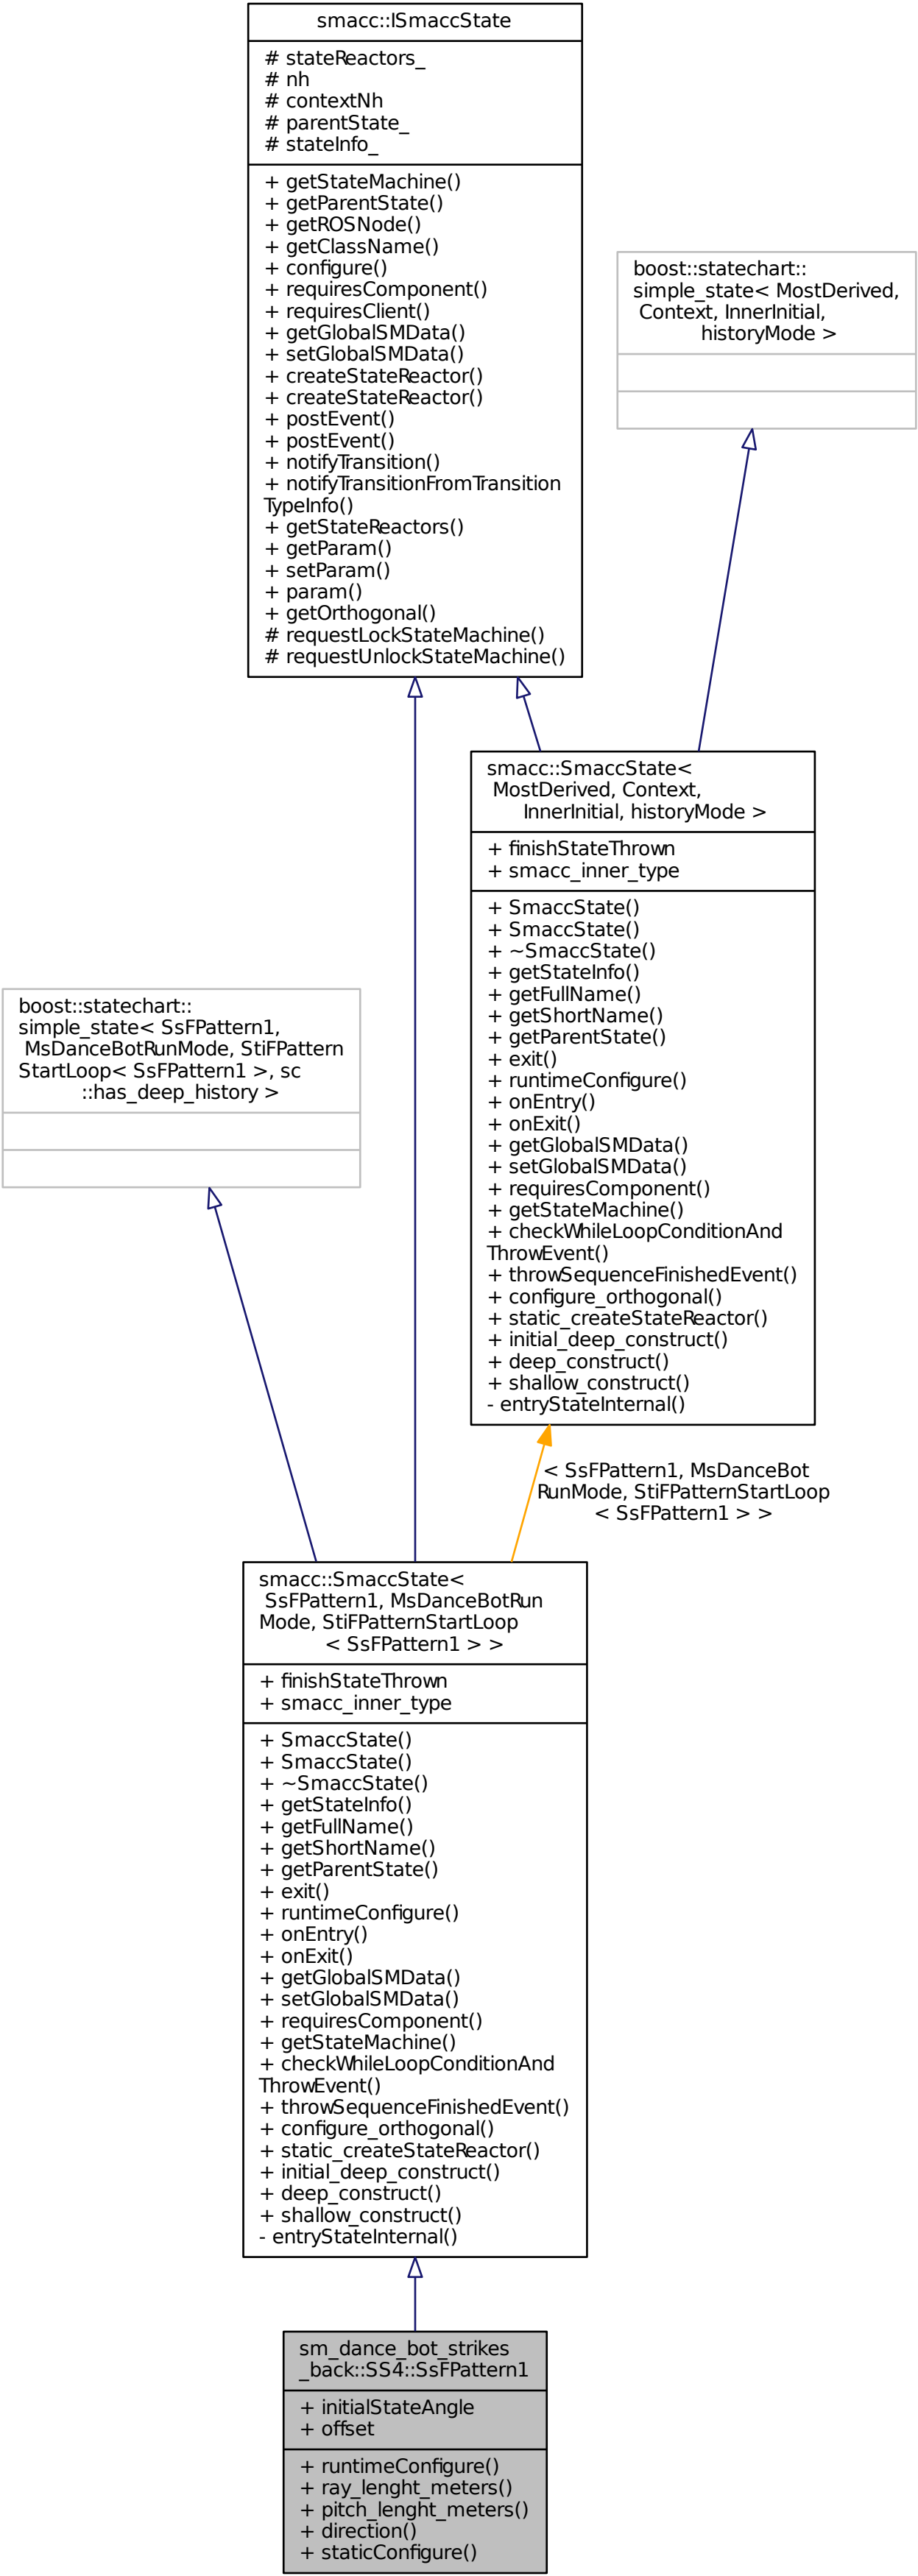 smacc::ISmaccState
# stateReactors_
# nh
# contextNh
# parentState_
# stateInfo_
+ getStateMachine()
+ getParentState()
+ getROSNode()
+ getClassName()
+ configure()
+ requiresComponent()
+ requiresClient()
+ getGlobalSMData()
+ setGlobalSMData()
+ createStateReactor()
+ createStateReactor()
+ postEvent()
+ postEvent()
+ notifyTransition()
+ notifyTransitionFromTransition
TypeInfo()
+ getStateReactors()
+ getParam()
+ setParam()
+ param()
+ getOrthogonal()
# requestLockStateMachine()
# requestUnlockStateMachine()
boost::statechart::
simple_state< MostDerived,
Context, InnerInitial,
historyMode >
smacc::SmaccState<
MostDerived, Context,
InnerInitial, historyMode >
+ finishStateThrown
+ smacc_inner_type
+ SmaccState()
+ SmaccState()
+ ~SmaccState()
+ getStateInfo()
+ getFullName()
+ getShortName()
+ getParentState()
+ exit()
+ runtimeConfigure()
+ onEntry()
+ onExit()
+ getGlobalSMData()
+ setGlobalSMData()
+ requiresComponent()
+ getStateMachine()
+ checkWhileLoopConditionAnd
ThrowEvent()
+ throwSequenceFinishedEvent()
+ configure_orthogonal()
+ static_createStateReactor()
+ initial_deep_construct()
+ deep_construct()
+ shallow_construct()
- entryStateInternal()
boost::statechart::
simple_state< SsFPattern1,
MsDanceBotRunMode, StiFPattern
StartLoop< SsFPattern1 >, sc
::has_deep_history >
< SsFPattern1, MsDanceBot
RunMode, StiFPatternStartLoop
< SsFPattern1 > >
smacc::SmaccState<
SsFPattern1, MsDanceBotRun
Mode, StiFPatternStartLoop
< SsFPattern1 > >
+ finishStateThrown
+ smacc_inner_type
+ SmaccState()
+ SmaccState()
+ ~SmaccState()
+ getStateInfo()
+ getFullName()
+ getShortName()
+ getParentState()
+ exit()
+ runtimeConfigure()
+ onEntry()
+ onExit()
+ getGlobalSMData()
+ setGlobalSMData()
+ requiresComponent()
+ getStateMachine()
+ checkWhileLoopConditionAnd
ThrowEvent()
+ throwSequenceFinishedEvent()
+ configure_orthogonal()
+ static_createStateReactor()
+ initial_deep_construct()
+ deep_construct()
+ shallow_construct()
- entryStateInternal()
sm_dance_bot_strikes
_back::SS4::SsFPattern1
+ initialStateAngle
+ offset
+ runtimeConfigure()
+ ray_lenght_meters()
+ pitch_lenght_meters()
+ direction()
+ staticConfigure()